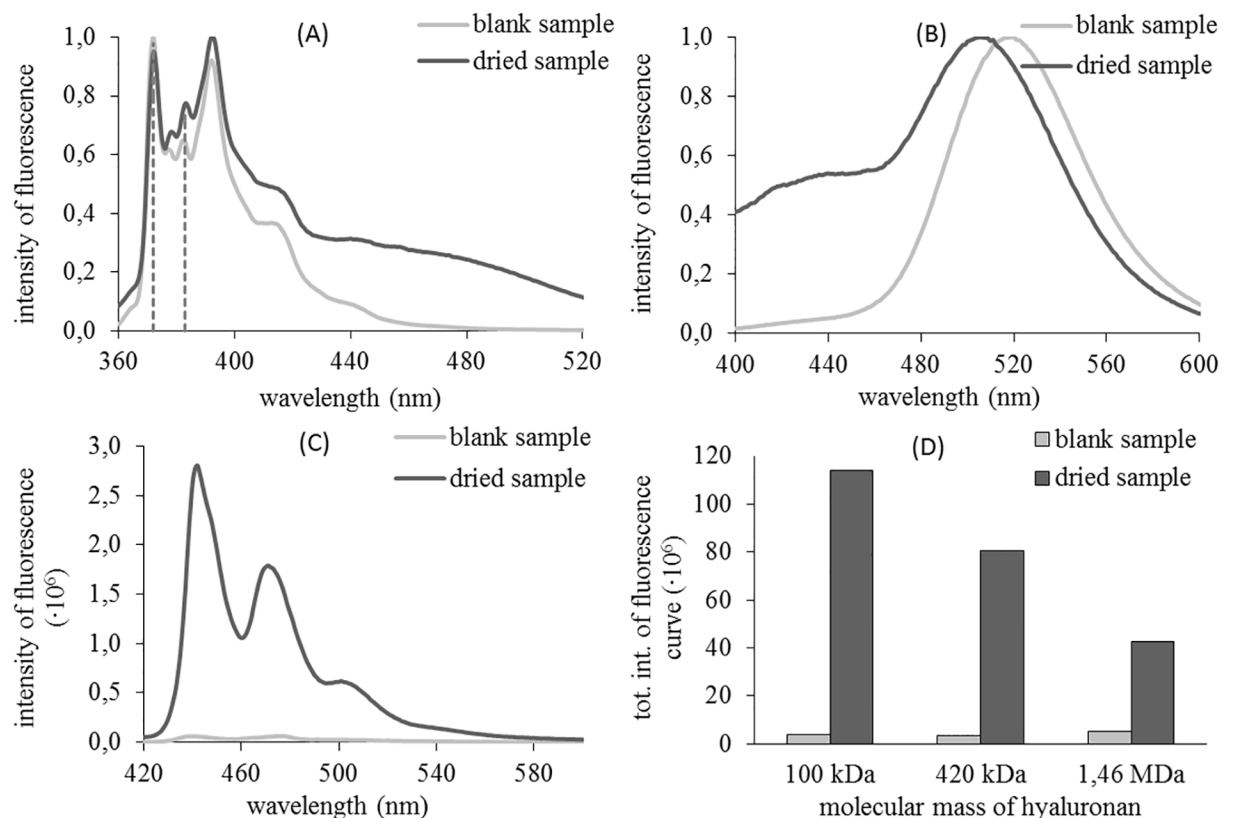 (A)
blank sample
dried sample
intensity of fluorescence
1,0
0,8
0,6
0,4
0,2
0,0
360
400
440
480
520
wavelength (nm)
(B)
blank sample
dried sample
intensity of fluorescence
1,0
0,8
0,6
0,4
0,2
0,0
400
440
480
520
560
600
wavelength (nm)
(C)
blank sample
dried sample
intensity of fluorescence
(·10⁶)
3,0
2,5
2,0
1,5
1,0
0,5
0,0
420
460
500
540
580
wavelength (nm)
(D)
blank sample
dried sample
tot. int. of fluorescence
curve (·10⁶)
120
100
80
60
40
20
0
100 kDa
420 kDa
1,46 MDa
molecular mass of hyaluronan